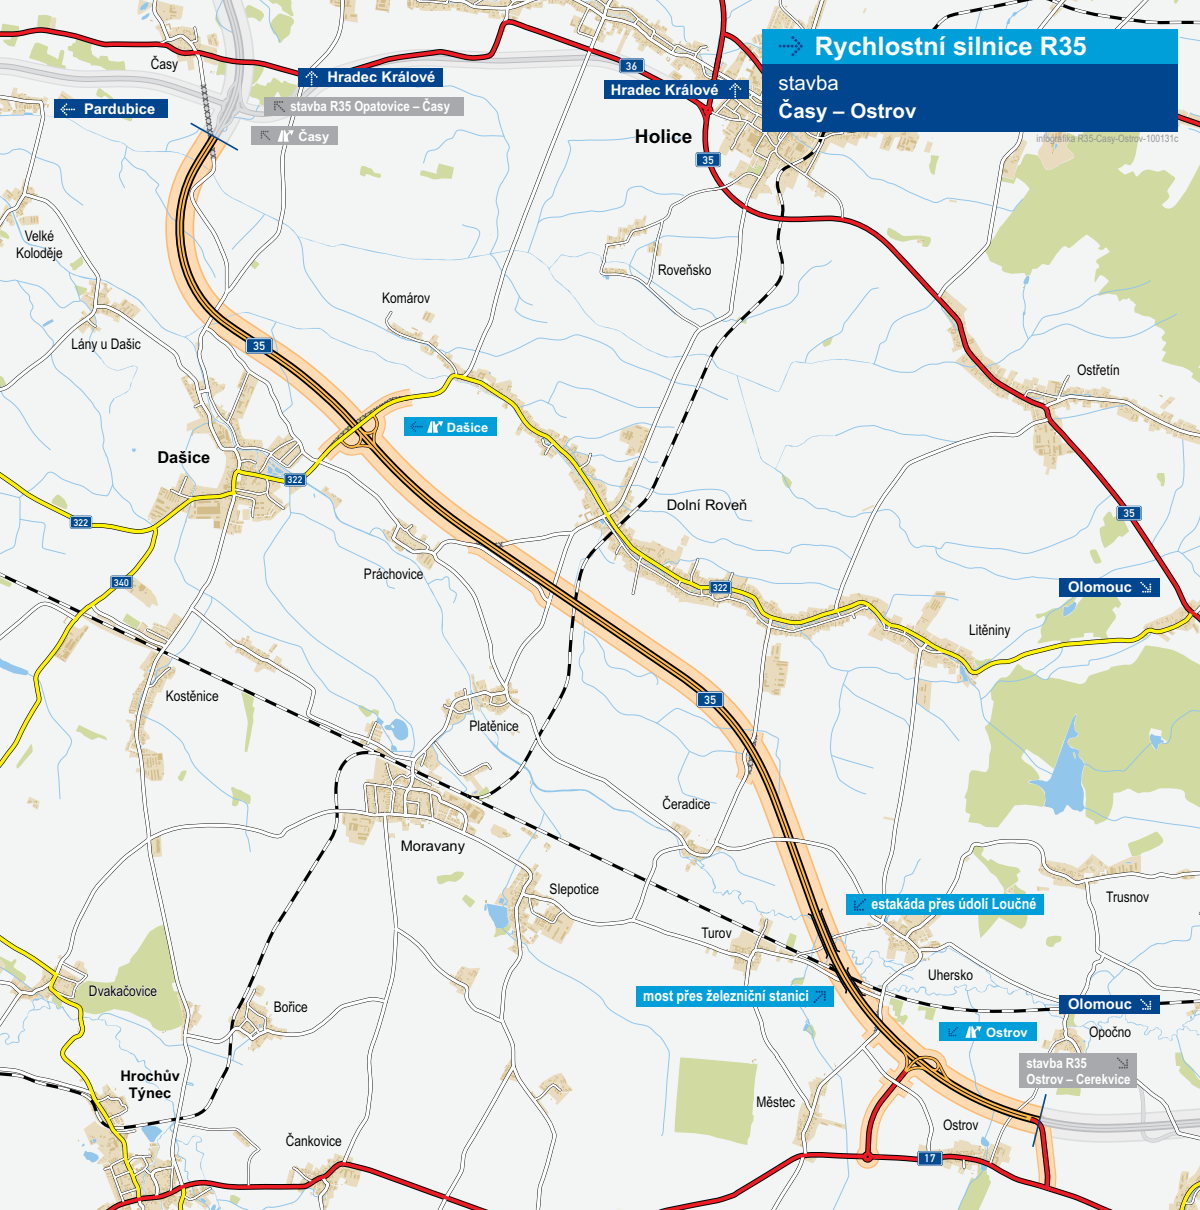 Rychlostní silnice R35
stavba
Časy – Ostrov
infografika R35-Casy-Ostrov-100131c
Časy
36
Hradec Králové
Hradec Králové
Pardubice
stavba R35 Opatovice – Časy
Časy
Holice
35
Velké
Koloděje
Roveňsko
Komárov
Lány u Dašic
35
Ostřetín
Dašice
Dašice
322
Dolní Roveň
35
322
Práchovice
340
322
Olomouc
Litěniny
Kostěnice
35
Platěnice
Čeradice
Moravany
Slepotice
Trusnov
estakáda přes údolí Loučné
Turov
Uhersko
Dvakačovice
most přes železniční stanici
Bořice
Olomouc
Ostrov
Opočno
stavba R35
Ostrov – Cerekvice
Hrochův
Týnec
Městec
Ostrov
Čankovice
17